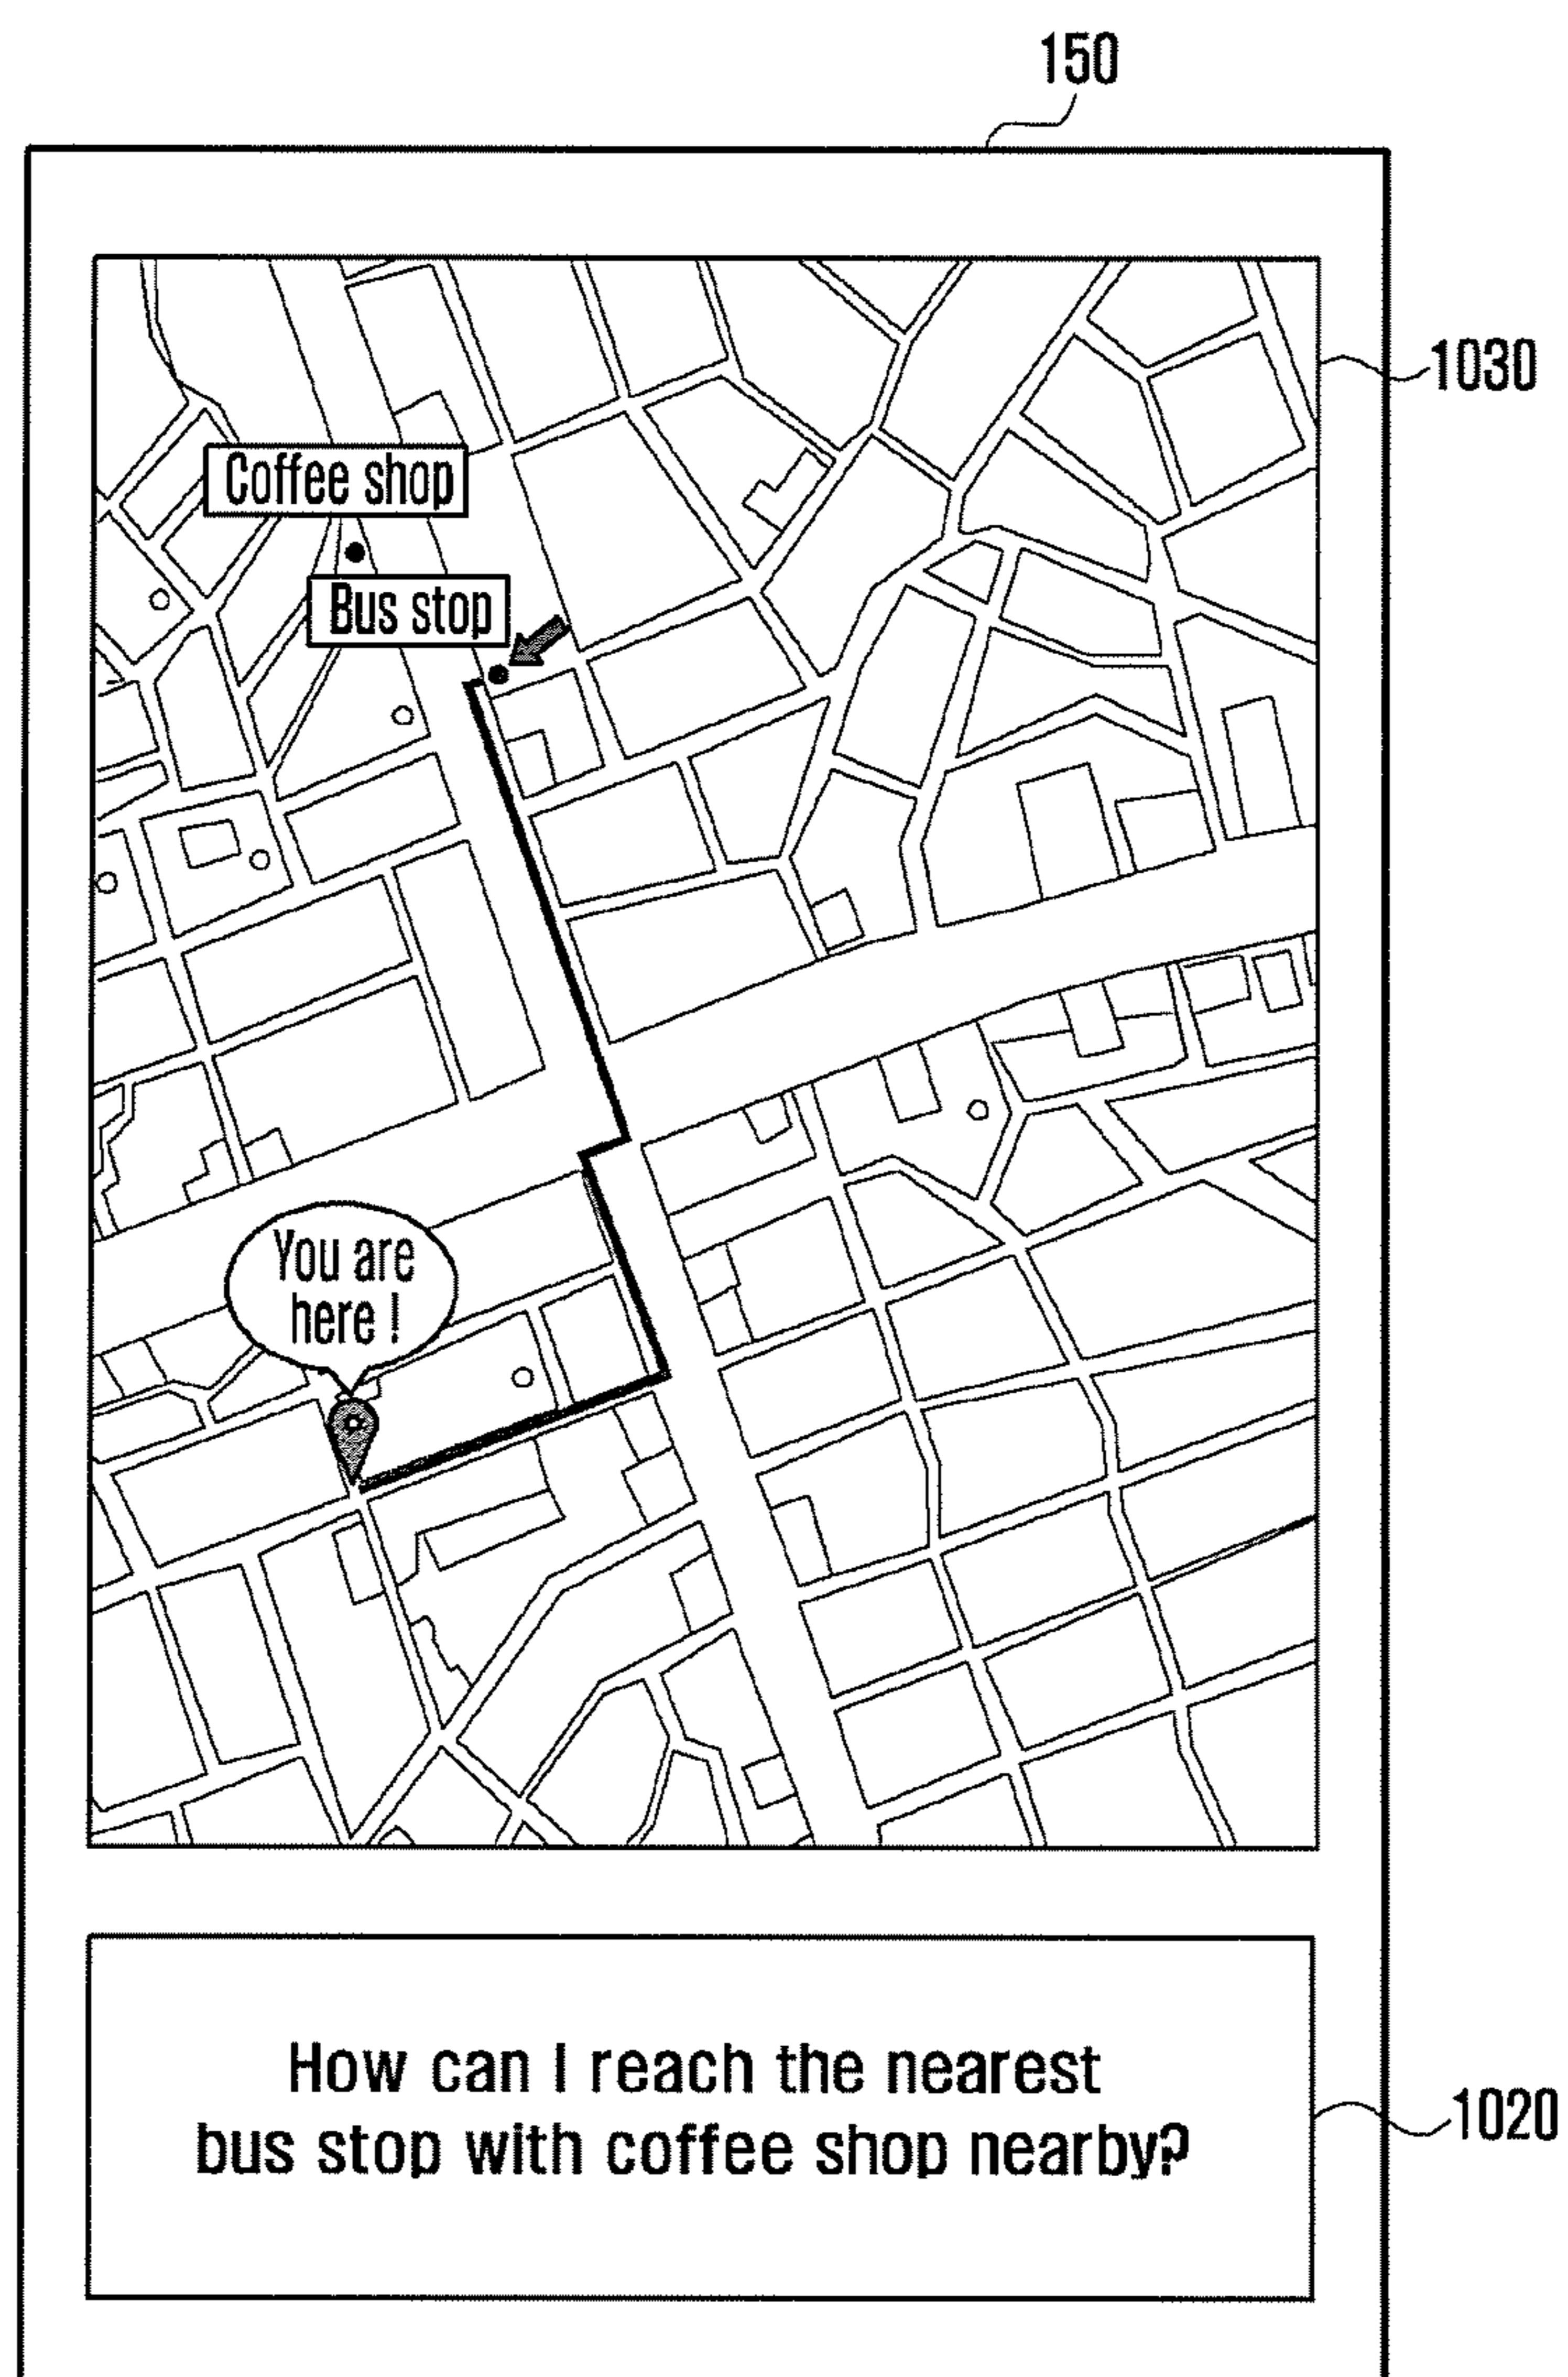 150
1030
Coffee shop
Bus stop
You are
here !
How can I reach the nearest
bus stop with coffee shop nearby?
1020